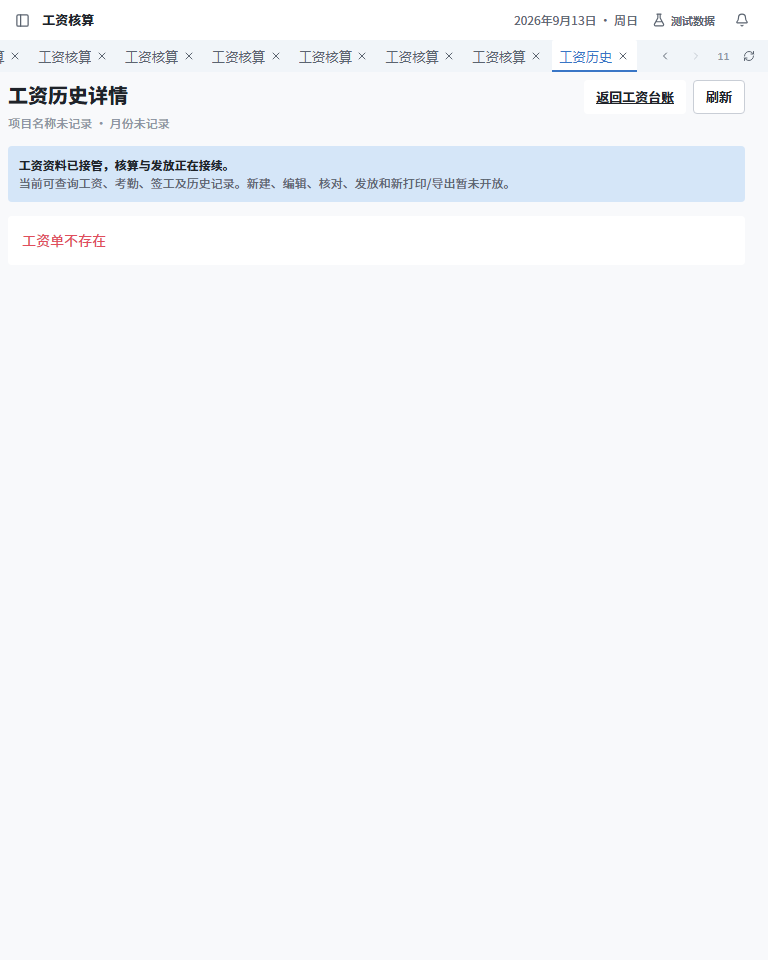 工资核算
2026年9月13日 • 周日
测试数据
算
工资核算
工资核算
工资核算
工资核算
工资核算
工资核算
工资历史
11
工资历史详情
返回工资台账
刷新
项目名称未记录 • 月份未记录
工资资料已接管，核算与发放正在接续。
当前可查询工资、考勤、签工及历史记录。新建、编辑、核对、发放和新打印/导出暂未开放。
工资单不存在